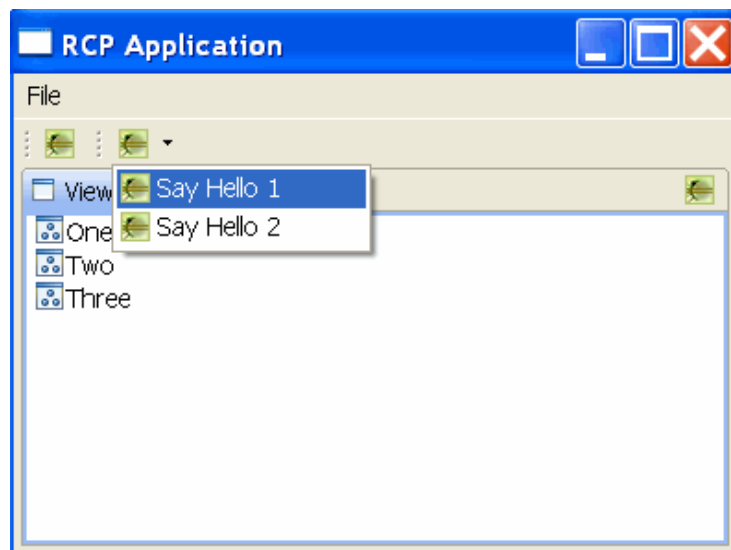 RCP Application
File
View
Say Hello 1
Say Hello 2
One
Two
Three